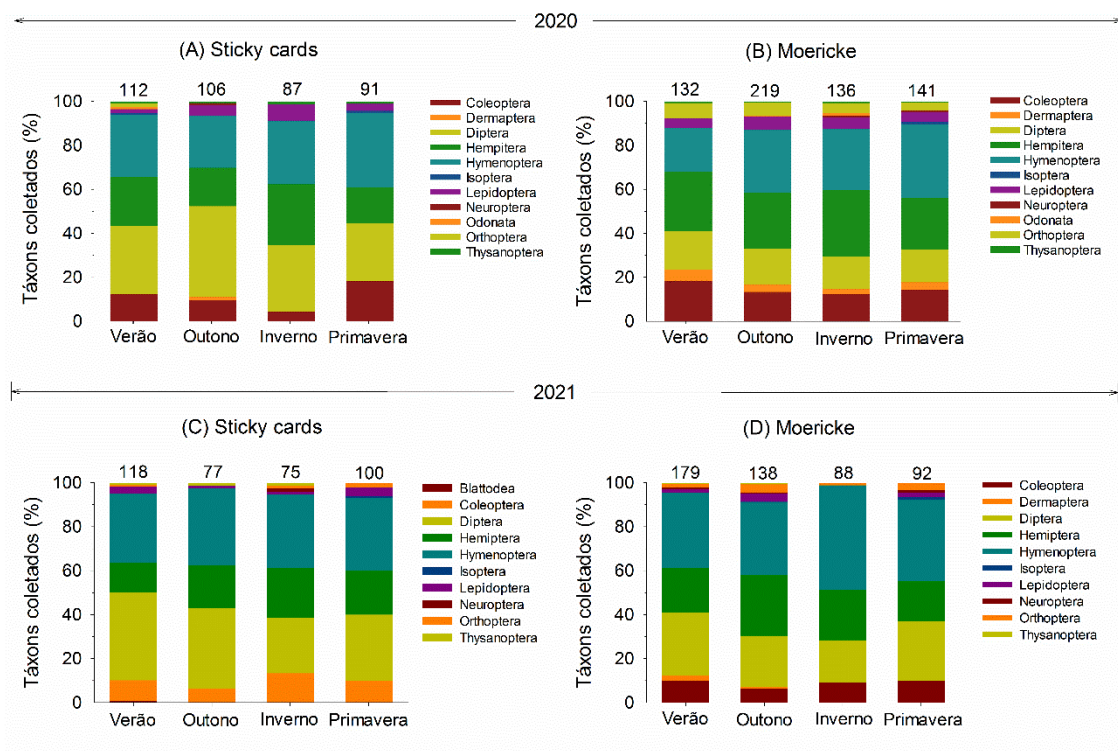 2020
(A) Sticky cards
112 106 87 91
100
80
60
40
20
0
Táxons coletados (%)
Verão Outono Inverno Primavera
Coleoptera
Dermaptera
Diptera
Hempitera
Hymenoptera
Isoptera
Lepidoptera
Neuroptera
Odonata
Orthoptera
Thysanoptera
(B) Moericke
132 219 136 141
100
80
60
40
20
0
Táxons coletados (%)
Verão Outono Inverno Primavera
Coleoptera
Dermaptera
Diptera
Hempitera
Hymenoptera
Isoptera
Lepidoptera
Neuroptera
Odonata
Orthoptera
Thysanoptera
2021
(C) Sticky cards
118 77 75 100
100
80
60
40
20
0
Táxons coletados (%)
Verão Outono Inverno Primavera
Blattodea
Coleoptera
Diptera
Hemiptera
Hymenoptera
Isoptera
Lepidoptera
Neuroptera
Orthoptera
Thysanoptera
(D) Moericke
179 138 88 92
100
80
60
40
20
0
Táxons coletados (%)
Verão Outono Inverno Primavera
Coleoptera
Dermaptera
Diptera
Hemiptera
Hymenoptera
Isoptera
Lepidoptera
Neuroptera
Orthoptera
Thysanoptera